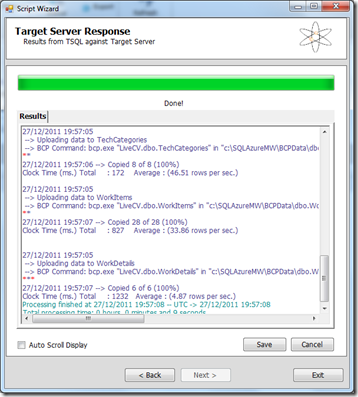 Script Wizard
Target Server Response
Results from TSQL against Target Server
Done!
Results
27/12/2011 19:57:05
--> Uploading data to TechCategories
--> BCP Command: bcp.exe "LiveCV.dbo.TechCategories" in "c:\SQLAzureMW\BCPData\dbo
**
27/12/2011 19:57:06 --> Copied 8 of 8 (100%)
Clock Time (ms.) Total : 172 Average : (46.51 rows per sec.)
27/12/2011 19:57:05
--> Uploading data to WorkItems
--> BCP Command: bcp.exe "LiveCV.dbo.WorkItems" in "c:\SQLAzureMW\BCPData\dbo.Wo
**
27/12/2011 19:57:07 --> Copied 28 of 28 (100%)
Clock Time (ms.) Total : 827 Average : (33.86 rows per sec.)
27/12/2011 19:57:05
--> Uploading data to WorkDetails
--> BCP Command: bcp.exe "LiveCV.dbo.WorkDetails" in "c:\SQLAzureMW\BCPData\dbo.W
***
27/12/2011 19:57:07 --> Copied 6 of 6 (100%)
Clock Time (ms.) Total : 1232 Average : (4.87 rows per sec.)
Processing finished at 27/12/2011 19:57:08 -- UTC -> 27/12/2011 19:57:08
Total processing time: 0 hours, 0 minutes and 9 seconds
Auto Scroll Display
Save
Cancel
< Back
Next >
Exit